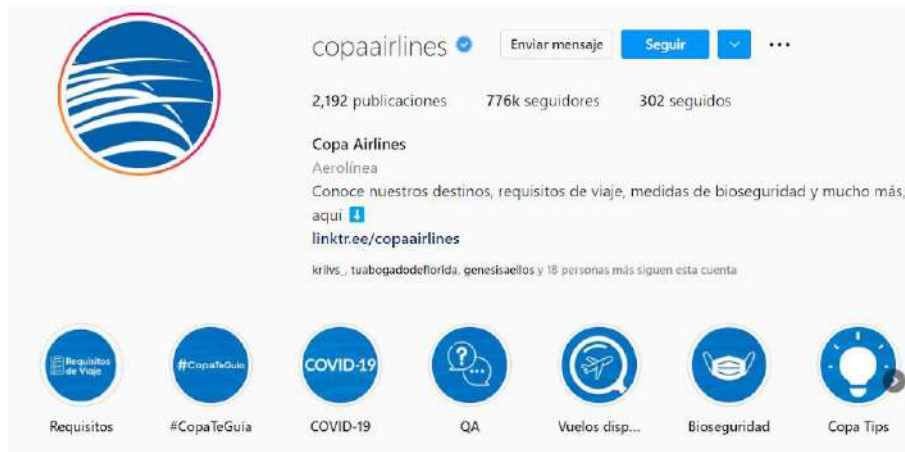 copaairlines
Enviar mensaje
Seguir
2,192 publicaciones
776k seguidores
302 seguidos
Copa Airlines
Aerolínea
Conoce nuestros destinos, requisitos de viaje, medidas de bioseguridad y mucho más,
aquí
linktr.ee/copaairlines
krilvs_, tuabogadodeflorida, genesisaellos y 18 personas más siguen esta cuenta
Requisitos
de Viaje
#CopaTeGuía
COVID-19
Requisitos
#CopaTeGuía
COVID-19
QA
Vuelos disp...
Bioseguridad
Copa Tips